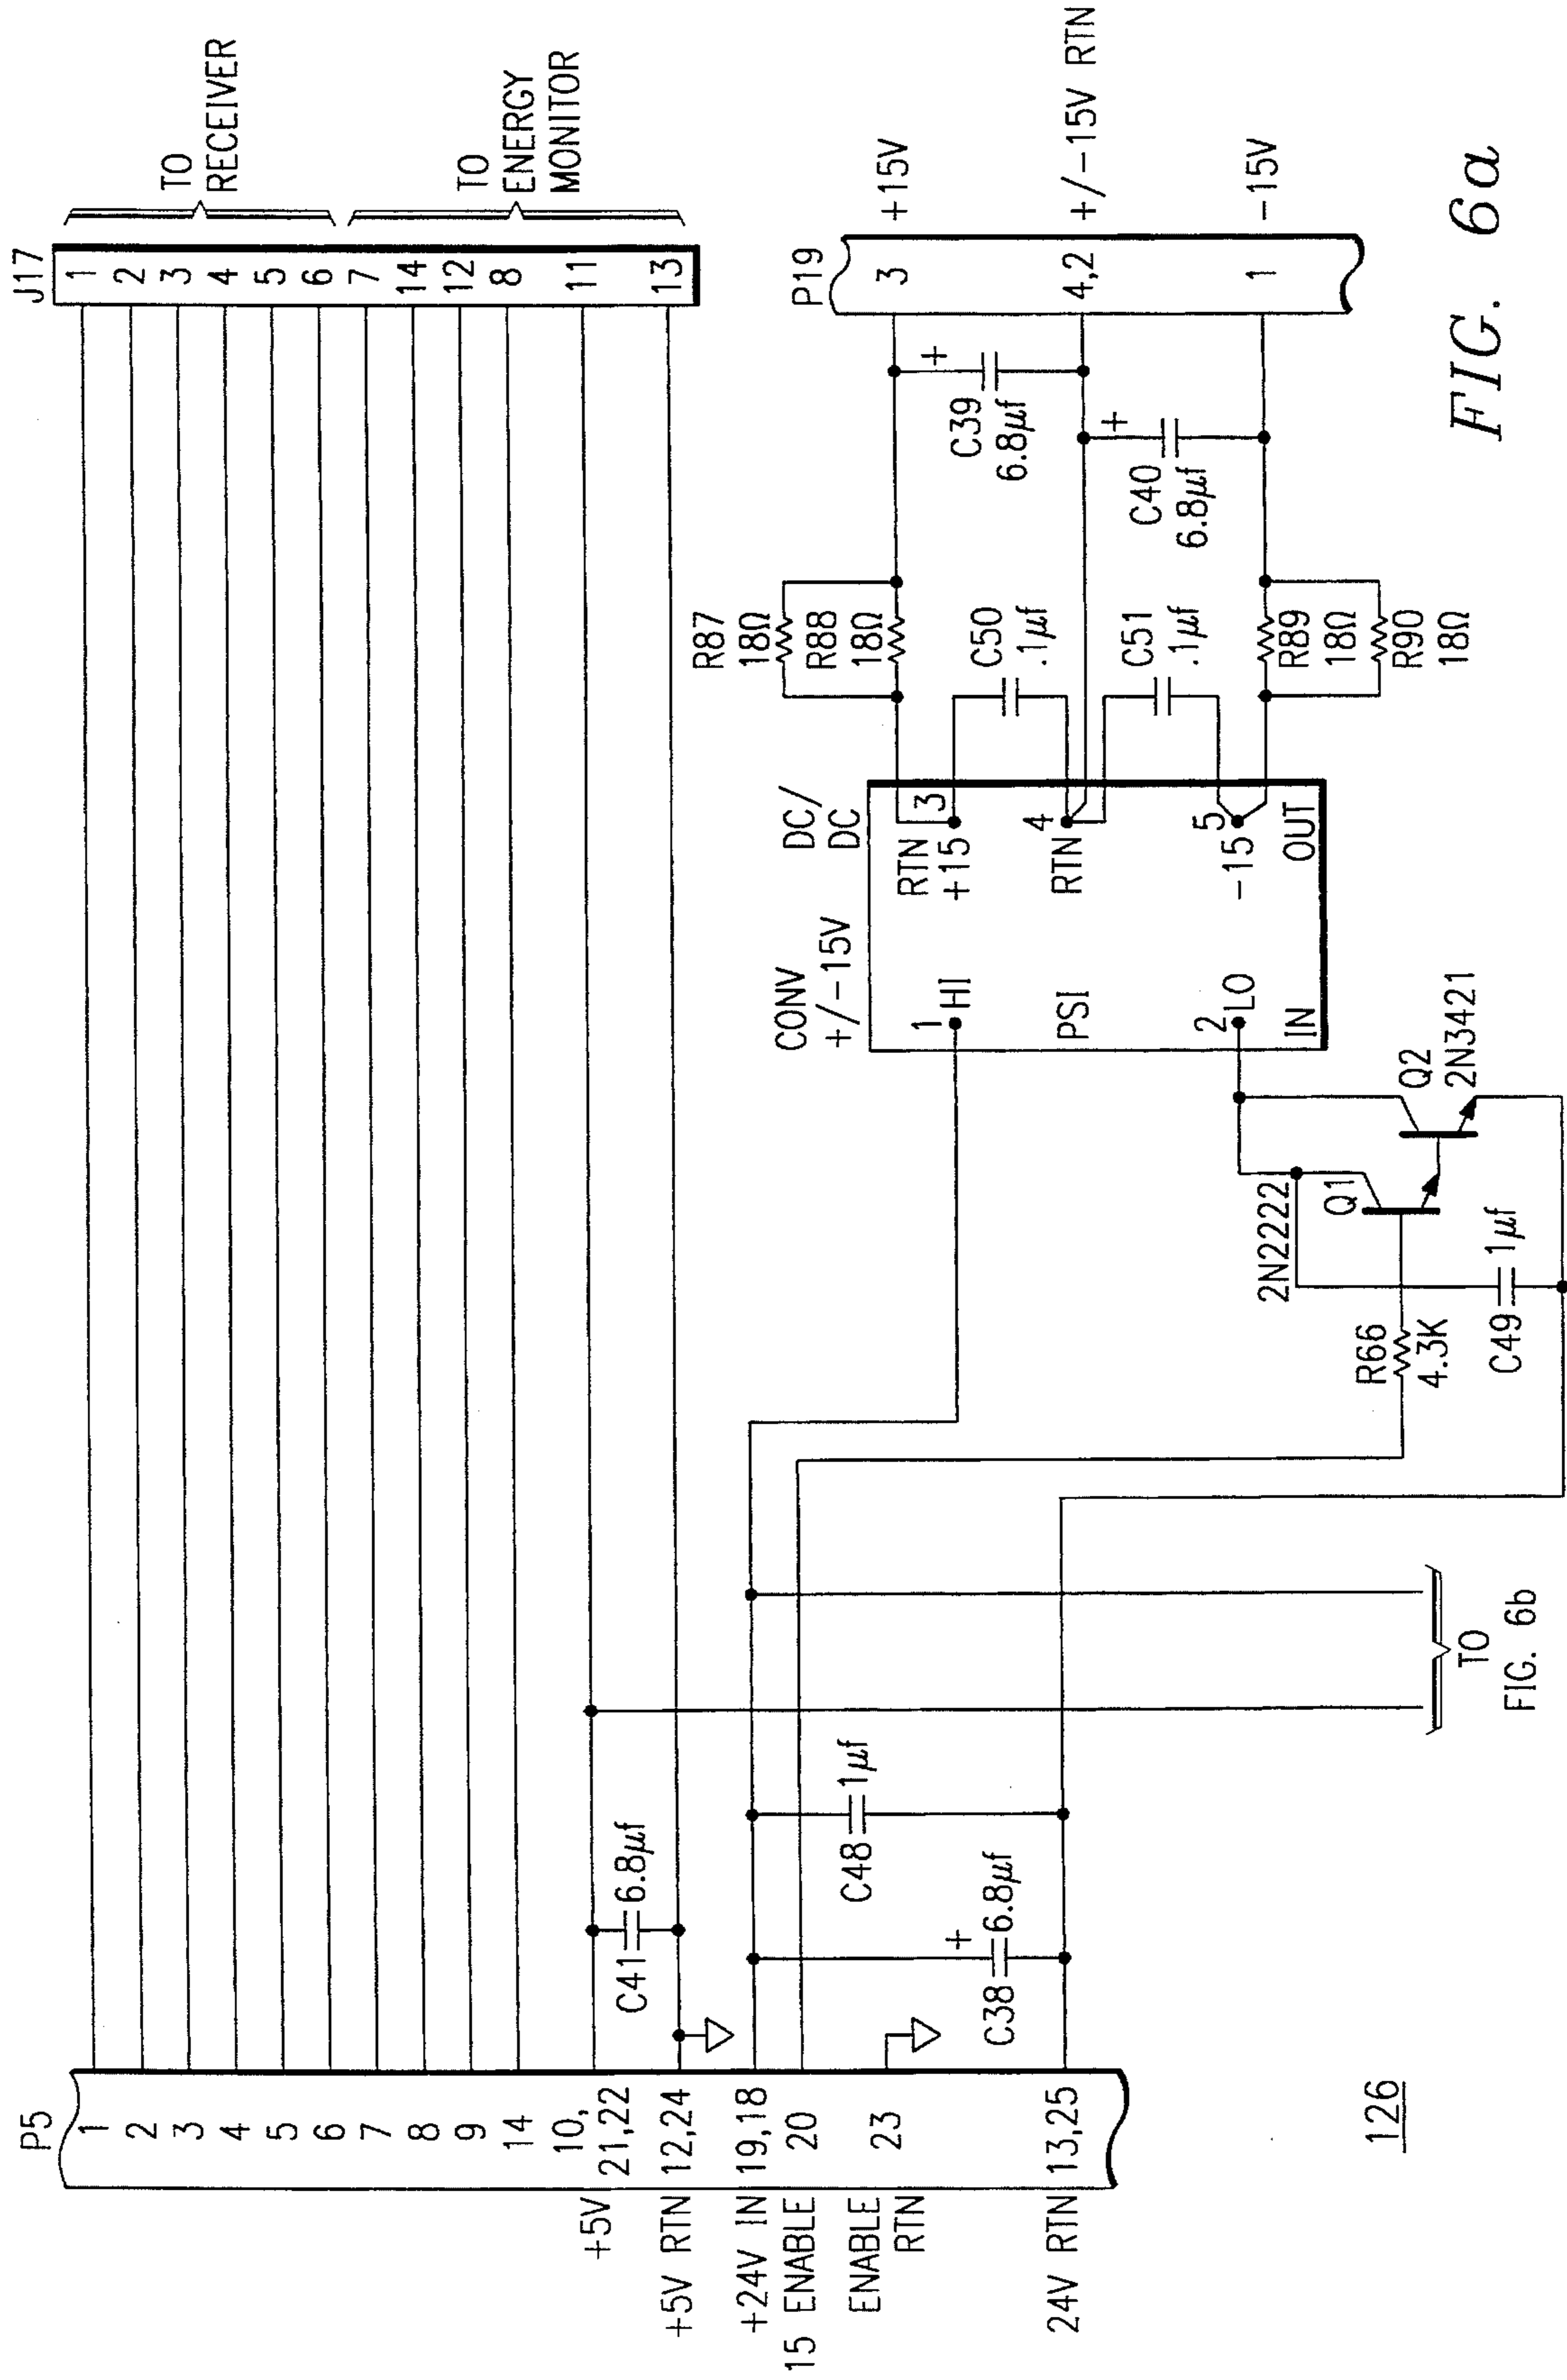 P5
1
2
3
4
5
6
7
8
9
14
10,
21,22
12,24
19,18
20
23
13,25
+5V
+5V RTN
+24V IN
15 ENABLE
ENABLE
RTN
24V RTN
C41
6.8µf
C48
1µf
C38
+
6.8µf
TO
FIG. 6b
J17
1
2
3
4
5
6
7
14
12
8
11
13
TO
RECEIVER
TO
ENERGY
MONITOR
CONV
+/-15V
DC/
DC
1
HI
PSI
2
LO
IN
RTN
+15
3
RTN
4
-15
5
OUT
R66
4.3K
2N2222
Q1
Q2
2N3421
C49
1µf
R87
18Ω
R88
18Ω
C50
.1µf
C51
.1µf
R89
18Ω
R90
18Ω
C39
6.8µf
+
C40
6.8µf
+
P19
3
4,2
1
+15V
+/-15V RTN
-15V
126
FIG. 6a